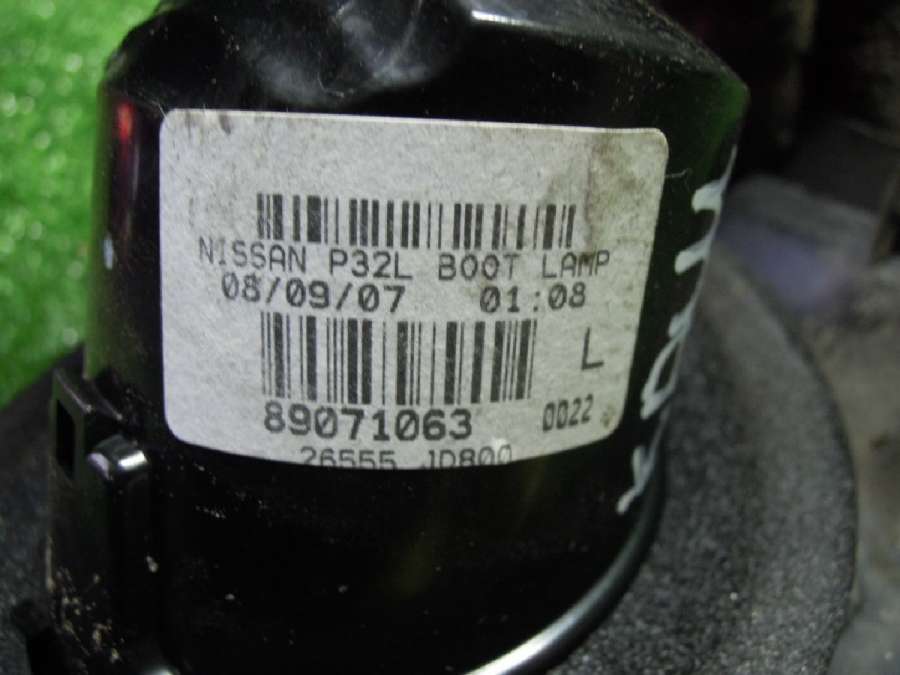 NISSAN P32L BOOT LAMP
08/09/07 01:08
L
89071063 0022
26555 JD800